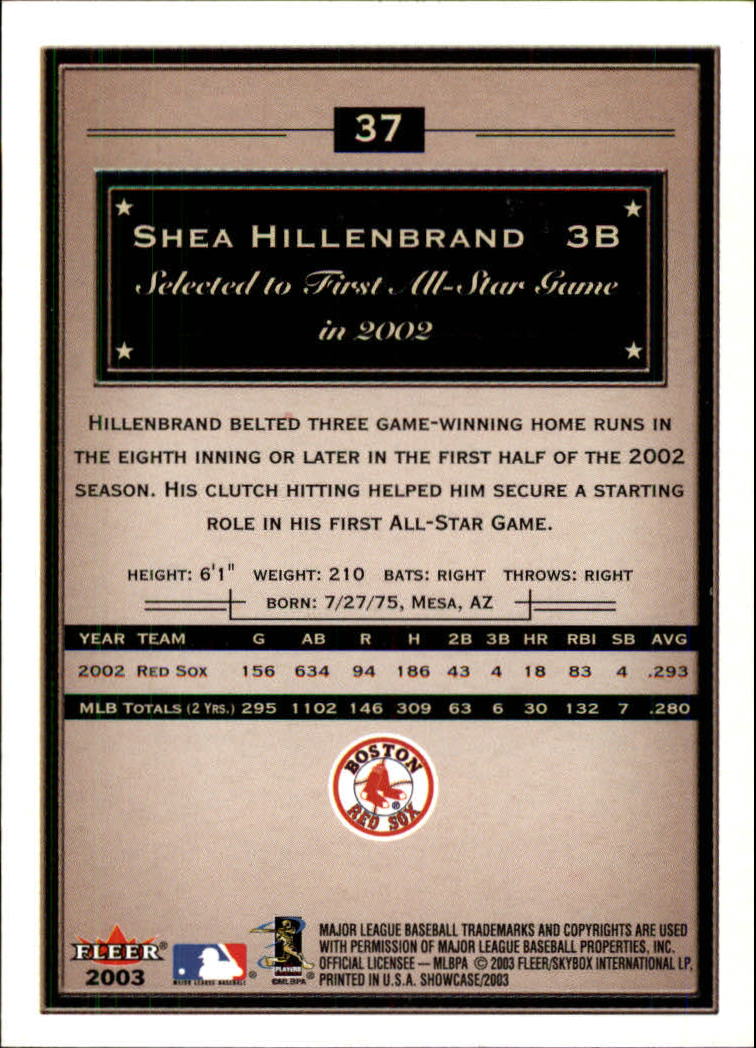 37
SHEA HILLENBRAND 3B
Selected to First All-Star Game
in 2002
HILLENBRAND BELTED THREE GAME-WINNING HOME RUNS IN
THE EIGHTH INNING OR LATER IN THE FIRST HALF OF THE 2002
SEASON. HIS CLUTCH HITTING HELPED HIM SECURE A STARTING
ROLE IN HIS FIRST ALL-STAR GAME.
HEIGHT: 6'1" WEIGHT: 210 BATS: RIGHT THROWS: RIGHT
BORN: 7/27/75, MESA, AZ
YEAR TEAM G AB R H 2B 3B HR RBI SB AVG
2002 RED SOX 156 634 94 186 43 4 18 83 4 .293
MLB TOTALS (2 YRS.) 295 1102 146 309 63 6 30 132 7 .280
BOSTON
RED SOX ®
FLEER®
2003
MAJOR LEAGUE BASEBALL ®
PLAYERS
©MLBPA ®
MAJOR LEAGUE BASEBALL TRADEMARKS AND COPYRIGHTS ARE USED
WITH PERMISSION OF MAJOR LEAGUE BASEBALL PROPERTIES, INC.
OFFICIAL LICENSEE — MLBPA © 2003 FLEER/SKYBOX INTERNATIONAL LP,
PRINTED IN U.S.A. SHOWCASE/2003